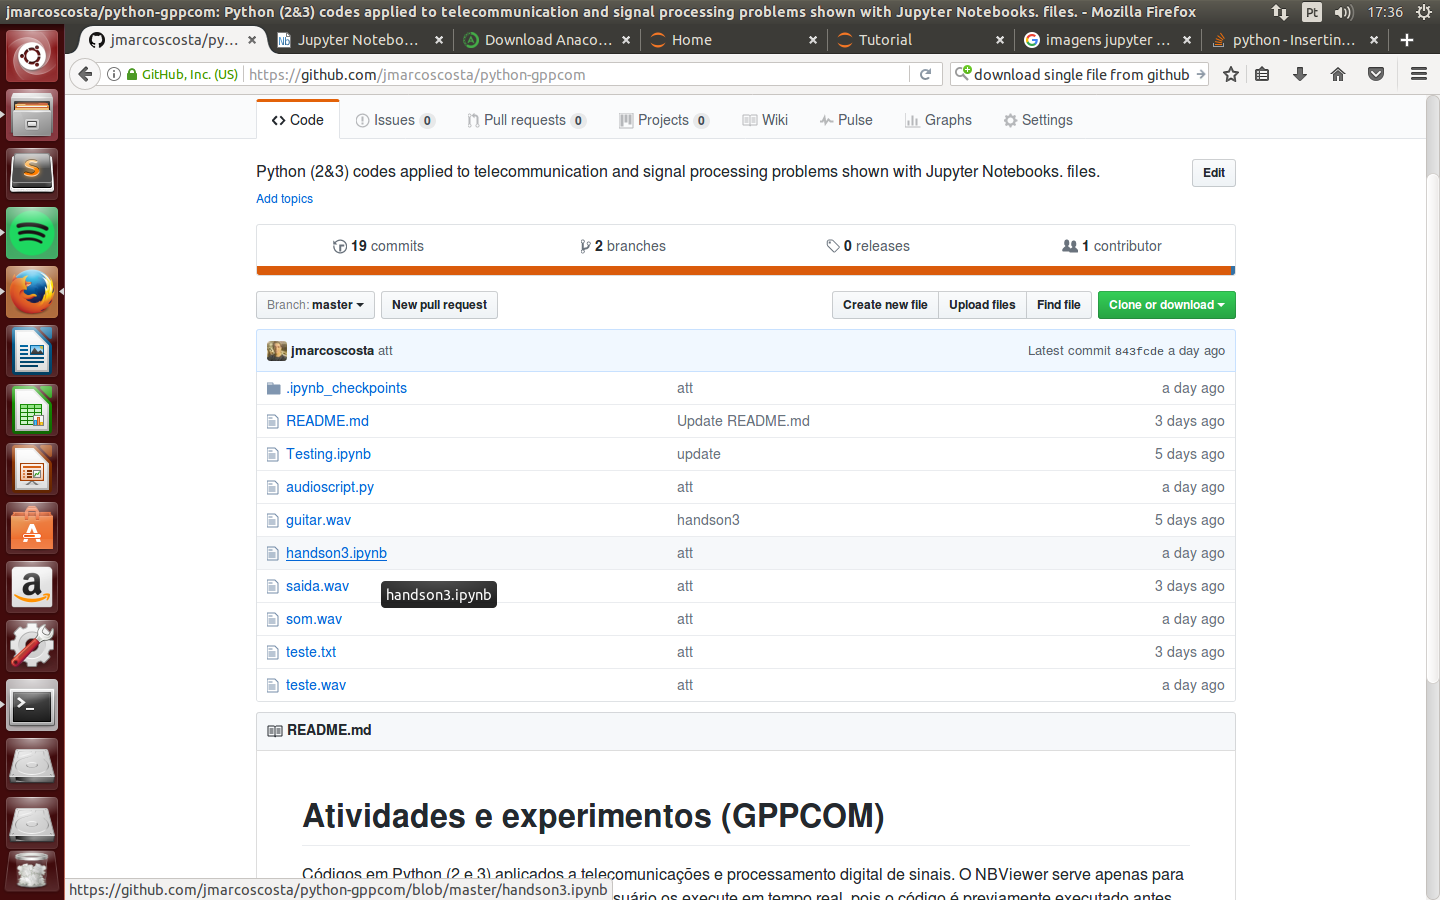 jmarcoscosta/python-gppcom: Python (2&3) codes applied to telecommunication and signal processing problems shown with Jupyter Notebooks. files. - Mozilla Firefox
Pt
17:36
jmarcoscosta/py...
Jupyter Notebo...
Download Anaco...
Home
Tutorial
imagens jupyter ...
python - Insertin...
GitHub, Inc. (US)
https://github.com/jmarcoscosta/python-gppcom
download single file from github
Code
Issues 0
Pull requests 0
Projects 0
Wiki
Pulse
Graphs
Settings
Python (2&3) codes applied to telecommunication and signal processing problems shown with Jupyter Notebooks. files.
Edit
Add topics
19 commits
2 branches
0 releases
1 contributor
Branch: master
New pull request
Create new file
Upload files
Find file
Clone or download
jmarcoscosta att
Latest commit 843fcde a day ago
.ipynb_checkpoints att a day ago
README.md Update README.md 3 days ago
Testing.ipynb update 5 days ago
audioscript.py att a day ago
guitar.wav handson3 5 days ago
handson3.ipynb att a day ago
saida.wav att 3 days ago
handson3.ipynb
som.wav att a day ago
teste.txt att 3 days ago
teste.wav att a day ago
README.md
Atividades e experimentos (GPPCOM)
Códigos em Python (2 e 3) aplicados a telecomunicações e processamento digital de sinais. O NBViewer serve apenas para
https://github.com/jmarcoscosta/python-gppcom/blob/master/handson3.ipynb
os execute em tempo real, pois o código é previamente executado antes